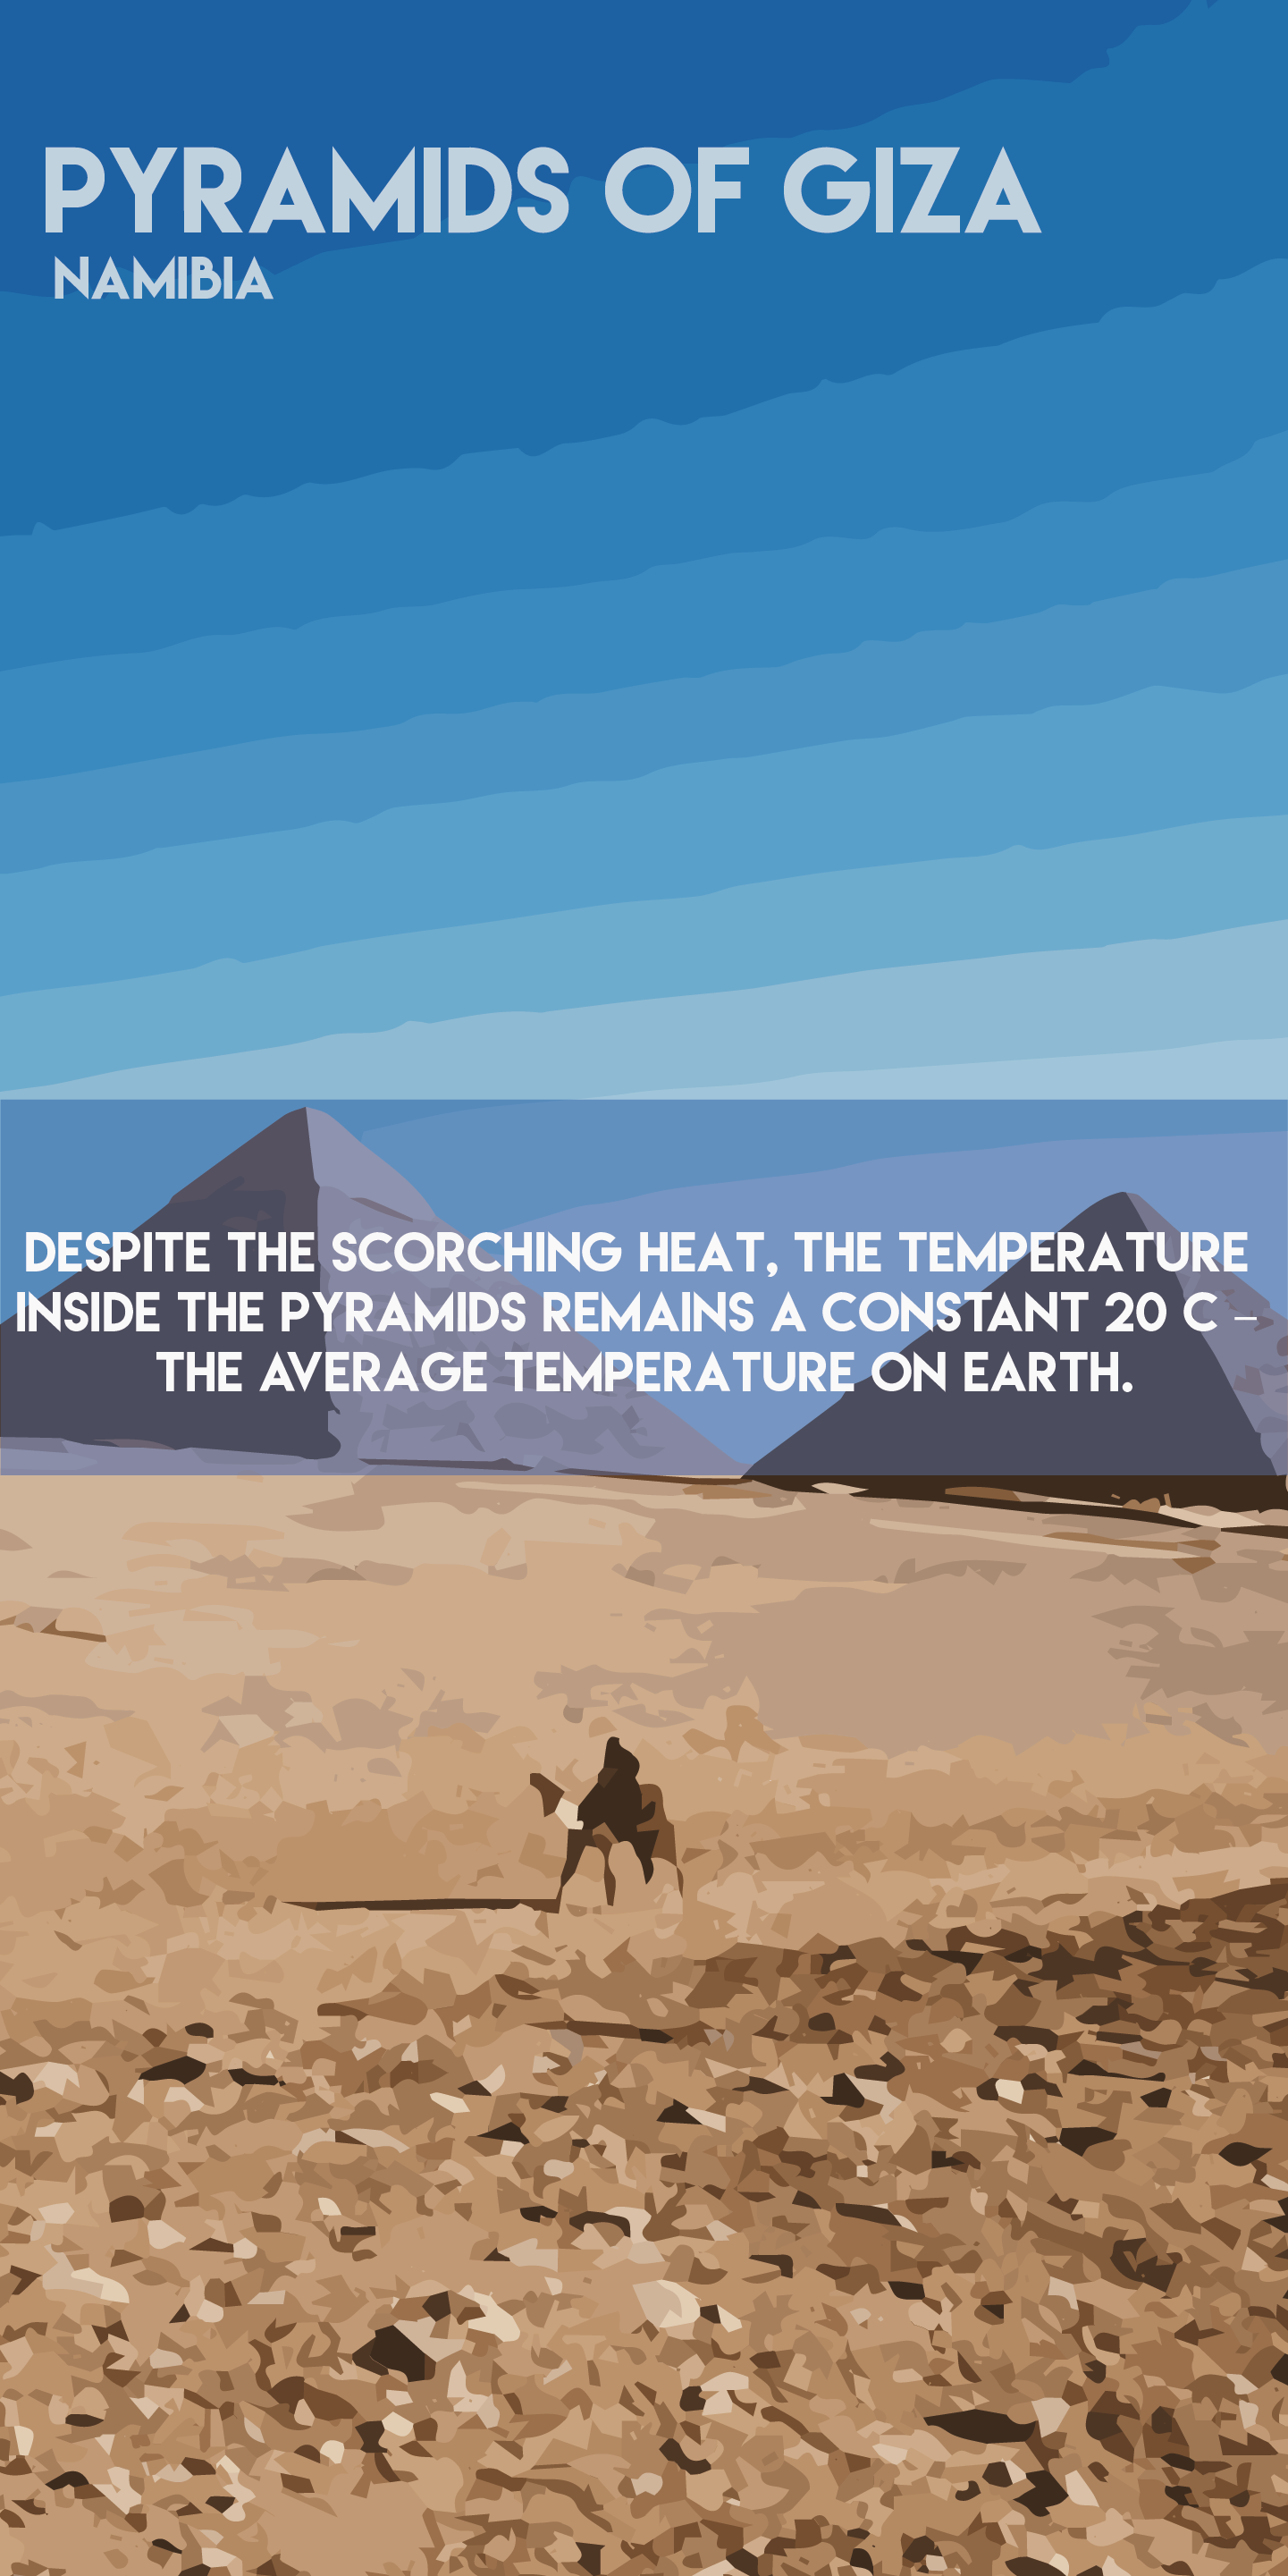 PYRAMIDS OF GIZA
NAMIBIA
DESPITE THE SCORCHING HEAT, THE TEMPERATURE
INSIDE THE PYRAMIDS REMAINS A CONSTANT 20 C –
THE AVERAGE TEMPERATURE ON EARTH.